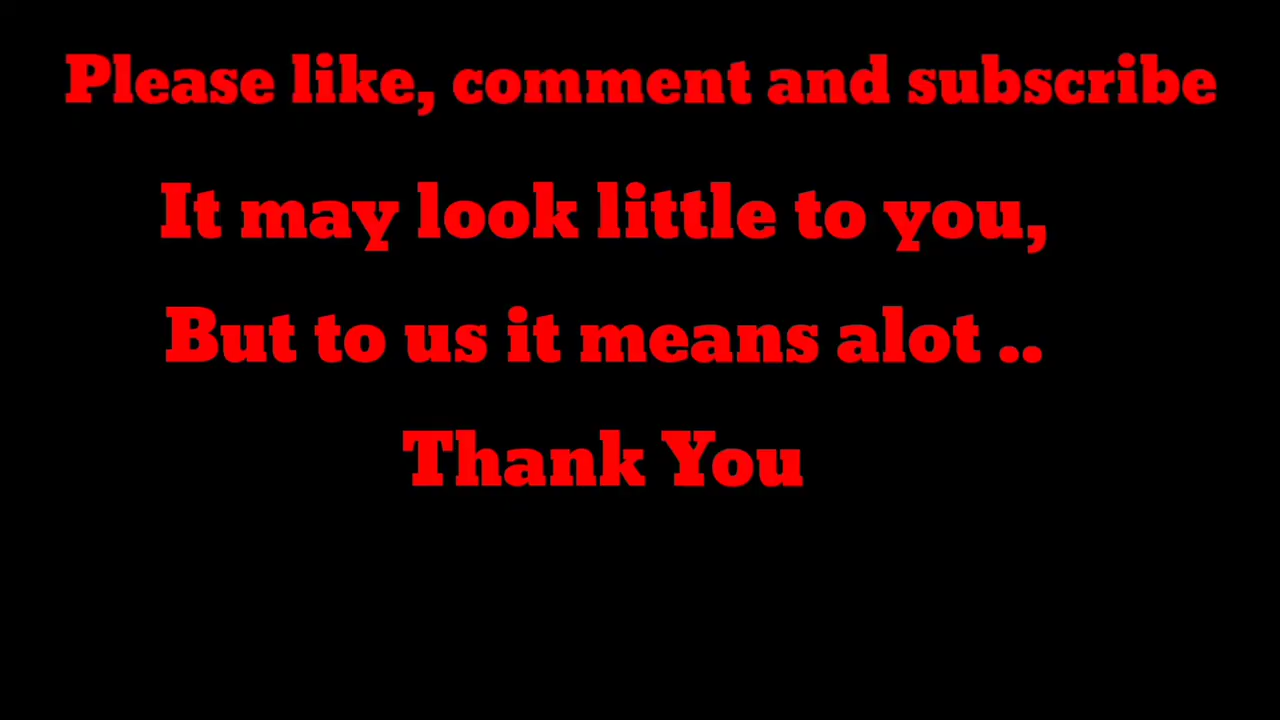 Please like, comment and subscribe
It may look little to you,
But to us it means alot ..
Thank You